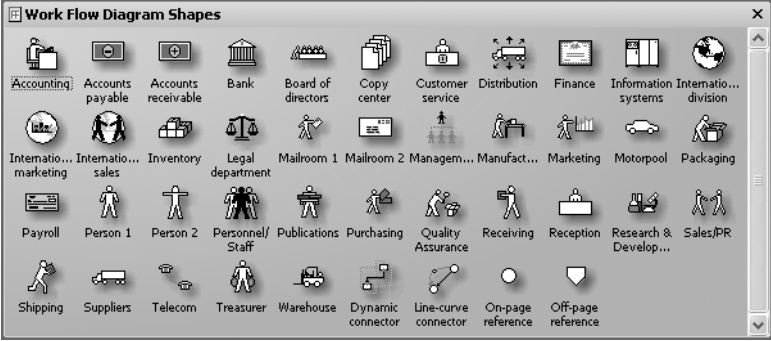 Work Flow Diagram Shapes
Accounting
Accounts
payable
Accounts
receivable
Bank
Board of
directors
Copy
center
Customer
service
Distribution
Finance
Information
systems
Internatio...
division
Internatio...
marketing
Internatio...
sales
Inventory
Legal
department
Mailroom 1
Mailroom 2
Managem...
Manufact...
Marketing
Motorpool
Packaging
Payroll
Person 1
Person 2
Personnel/
Staff
Publications
Purchasing
Quality
Assurance
Receiving
Reception
Research &
Develop...
Sales/PR
Shipping
Suppliers
Telecom
Treasurer
Warehouse
Dynamic
connector
Line-curve
connector
On-page
reference
Off-page
reference